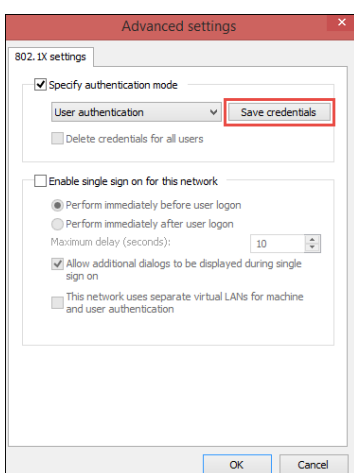 Advanced settings
802.1X settings
Specify authentication mode
User authentication
Save credentials
Delete credentials for all users
Enable single sign on for this network
Perform immediately before user logon
Perform immediately after user logon
Maximum delay (seconds):
10
Allow additional dialogs to be displayed during single
sign on
This network uses separate virtual LANs for machine
and user authentication
OK
Cancel